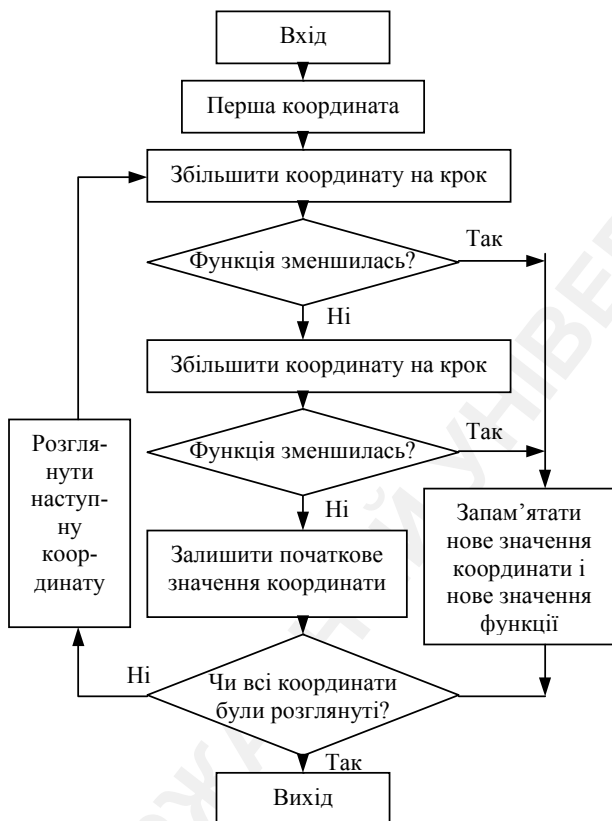 Вхід
Перша координата
Збільшити координату на крок
Функція зменшилась?
Так
Ні
Збільшити координату на крок
Функція зменшилась?
Так
Ні
Розгля-
нути
наступ-
ну
коор-
динату
Залишити початкове
значення координати
Запам’ятати
нове значення
координати і
нове значення
функції
Чи всі координати
були розглянуті?
Ні
Так
Вихід